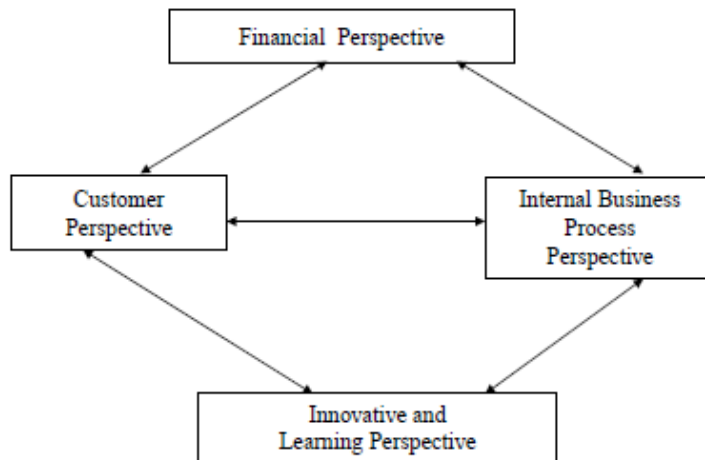 Financial Perspective
Customer
Perspective
Internal Business
Process
Perspective
Innovative and
Learning Perspective